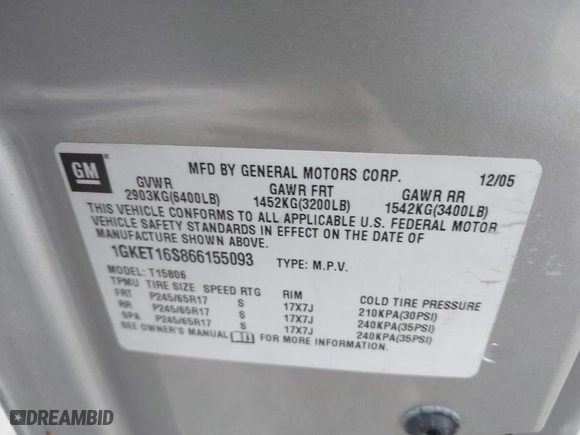 GM
MFD BY GENERAL MOTORS CORP. 12/05
GVWR GAWR FRT GAWR RR
2903KG(6400LB) 1452KG(3200LB) 1542KG(3400LB)
THIS VEHICLE CONFORMS TO ALL APPLICABLE U.S. FEDERAL MOTOR
VEHICLE SAFETY STANDARDS IN EFFECT ON THE DATE OF
MANUFACTURE SHOWN ABOVE.
1GKET16S866155093 TYPE: M.P.V.
MODEL: T15806
TPMU TIRE SIZE SPEED RTG RIM COLD TIRE PRESSURE
FRT P245/65R17 S 17X7J 210KPA(30PSI)
RR P245/65R17 S 17X7J 240KPA(35PSI)
SPA P245/65R17 S 17X7J 240KPA(35PSI)
SEE OWNER'S MANUAL FOR MORE INFORMATION.
DREAMBID